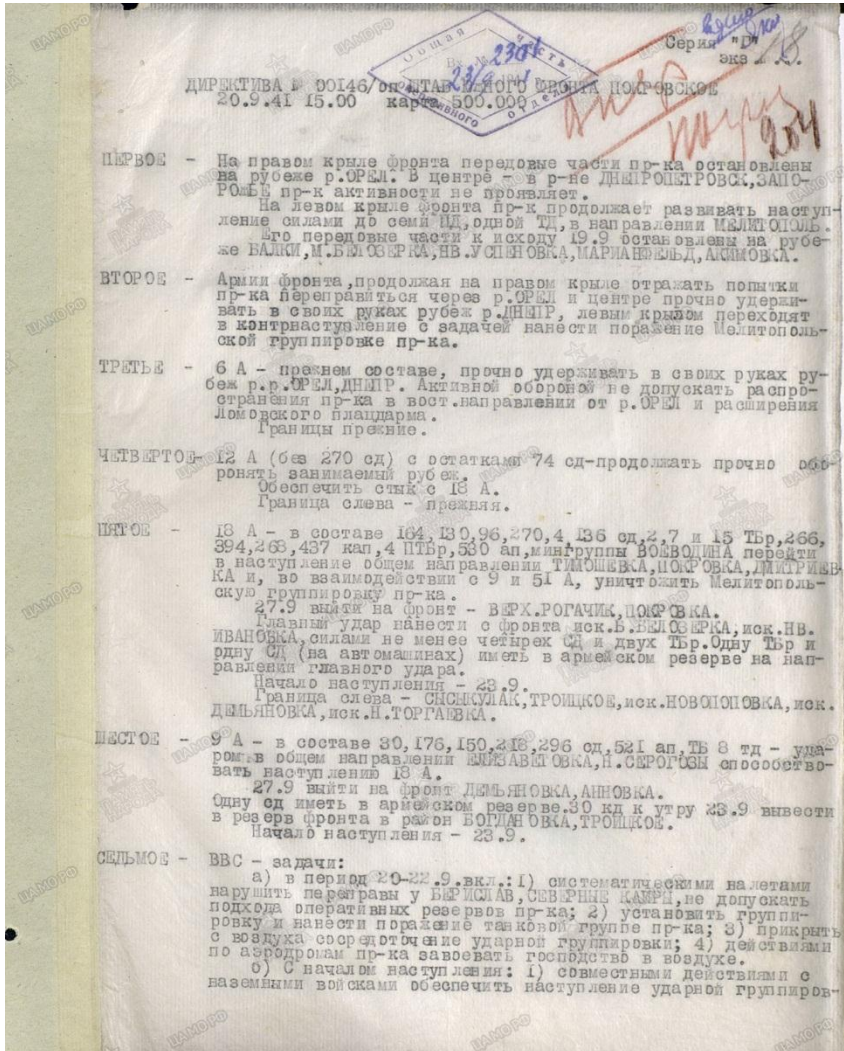 Общая часть
оперативного отдела
Вх. № 2301
23/9 1941
Серия "Г"
экз.
204
ДИРЕКТИВА № 00146/оп ШТАБ ЮЖНОГО ФРОНТА ПОКРОВСКОЕ
20.9.41 15.00 карта 500.000
ПЕРВОЕ - На правом крыле фронта передовые части пр-ка остановлены
на рубеже р.ОРЕЛ. В центре - в р-не ДНЕПРОПЕТРОВСК,ЗАПО-
РОЖЬЕ пр-к активности не проявляет.
На левом крыле фронта пр-к продолжает развивать наступ-
ление силами до семи ПД,одной ТД,в направлении МЕЛИТОПОЛЬ.
Его передовые части к исходу 19.9 остановлены на рубе-
же БАЛКИ,М.БЕЛОЗЕРКА,НВ.УСПЕНОВКА,МАРИАНФЕЛЬД,АКИМОВКА.
ВТОРОЕ - Армии фронта,продолжая на правом крыле отражать попытки
пр-ка переправиться через р.ОРЕЛ и центре прочно удержи-
вать в своих руках рубеж р.ДНЕПР, левым крылом переходят
в контрнаступление с задачей нанести поражение Мелитополь-
ской группировке пр-ка.
ТРЕТЬЕ - 6 А - прежнем составе, прочно удерживать в своих руках ру-
беж р.р.ОРЕЛ,ДНЕПР. Активной обороной не допускать распро-
странения пр-ка в вост.направлении от р.ОРЕЛ и расширения
Ломовского плацдарма.
Границы прежние.
ЧЕТВЕРТОЕ- 12 А (без 270 сд) с остатками 74 сд-продолжать прочно обо-
ронять занимаемый рубеж.
Обеспечить стык с 18 А.
Граница слева - прежняя.
ПЯТОЕ - 18 А - в составе 164,130,96,270,4,136 сд,2,7 и 15 ТБр,266,
394,268,437 кап,4 ПТБр,530 ап,мингруппы ВОЕВОДИНА перейти
в наступление общем направлении ТИМОШЕВКА,ПОКРОВКА,ДМИТРИЕВ-
КА и, во взаимодействии с 9 и 51 А, уничтожить Мелитополь-
скую группировку пр-ка.
27.9 выйти на фронт - ВЕРХ.РОГАЧИК,ПОКРОВКА.
Главный удар нанести с фронта иск.Б.БЕЛОЗЕРКА,иск.НВ.
ИВАНОВКА,силами не менее четырех СД и двух ТБр.Одну ТБр и
одну СД (на автомашинах) иметь в армейском резерве на нап-
равлении главного удара.
Начало наступления - 23.9.
Граница слева - СЫСЫКУЛАК,ТРОИЦКОЕ,иск.НОВОПОПОВКА,иск.
ДЕМЬЯНОВКА,иск.Н.ТОРГАЕВКА.
ШЕСТОЕ - 9 А - в составе 30,176,150,218,296 сд,521 ап,ТБ 8 тд - уда-
ром в общем направлении ЕЛИЗАВЕТОВКА,Н.СЕРОГОЗЫ способство-
вать наступлению 18 А.
27.9 выйти на фронт ДЕМЬЯНОВКА,АННОВКА.
Одну сд иметь в армейском резерве.30 кд к утру 23.9 вывести
в резерв фронта в район БОГДАНОВКА,ТРОИЦКОЕ.
Начало наступления - 23.9.
СЕДЬМОЕ - ВВС - задачи:
а) в период 20-22.9.вкл.:1) систематическими налетами
нарушить переправы у БЕРИСЛАВ,СЕВЕРНЫЕ КАИРЫ,не допускать
подхода оперативных резервов пр-ка; 2) установить группи-
ровку и нанести поражение танковой группе пр-ка; 3) прикрыть
с воздуха сосредоточение ударной группировки; 4) действиями
по аэродромам пр-ка завоевать господство в воздухе.
б) С началом наступления: 1) совместными действиями с
наземными войсками обеспечить наступление ударной группиров-